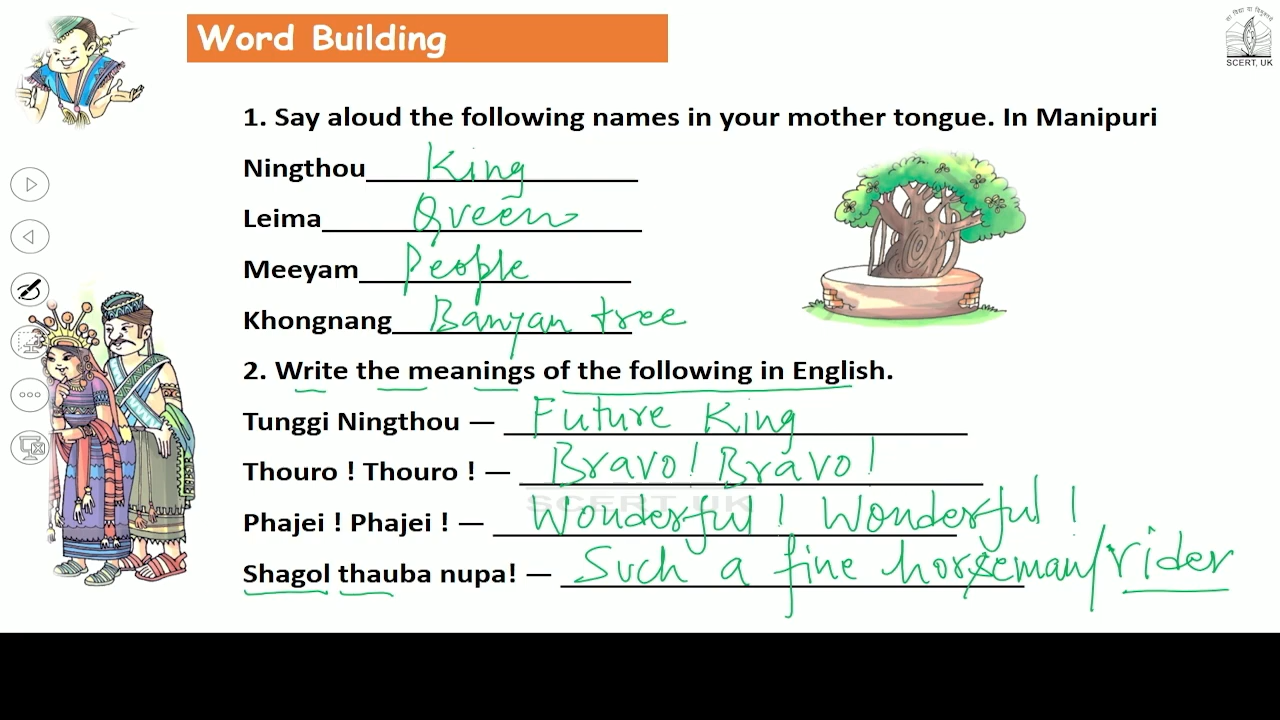 Word Building
SCERT, UK
1. Say aloud the following names in your mother tongue. In Manipuri
Ningthou King
Leima Queen
Meeyam People
Khongnang Banyan tree
2. Write the meanings of the following in English.
Tunggi Ningthou — Future King
Thouro ! Thouro ! — Bravo! Bravo!
SCERT, UK
Phajei ! Phajei ! — Wonderful! Wonderful!
Shagol thauba nupa! — Such a fine horseman/rider